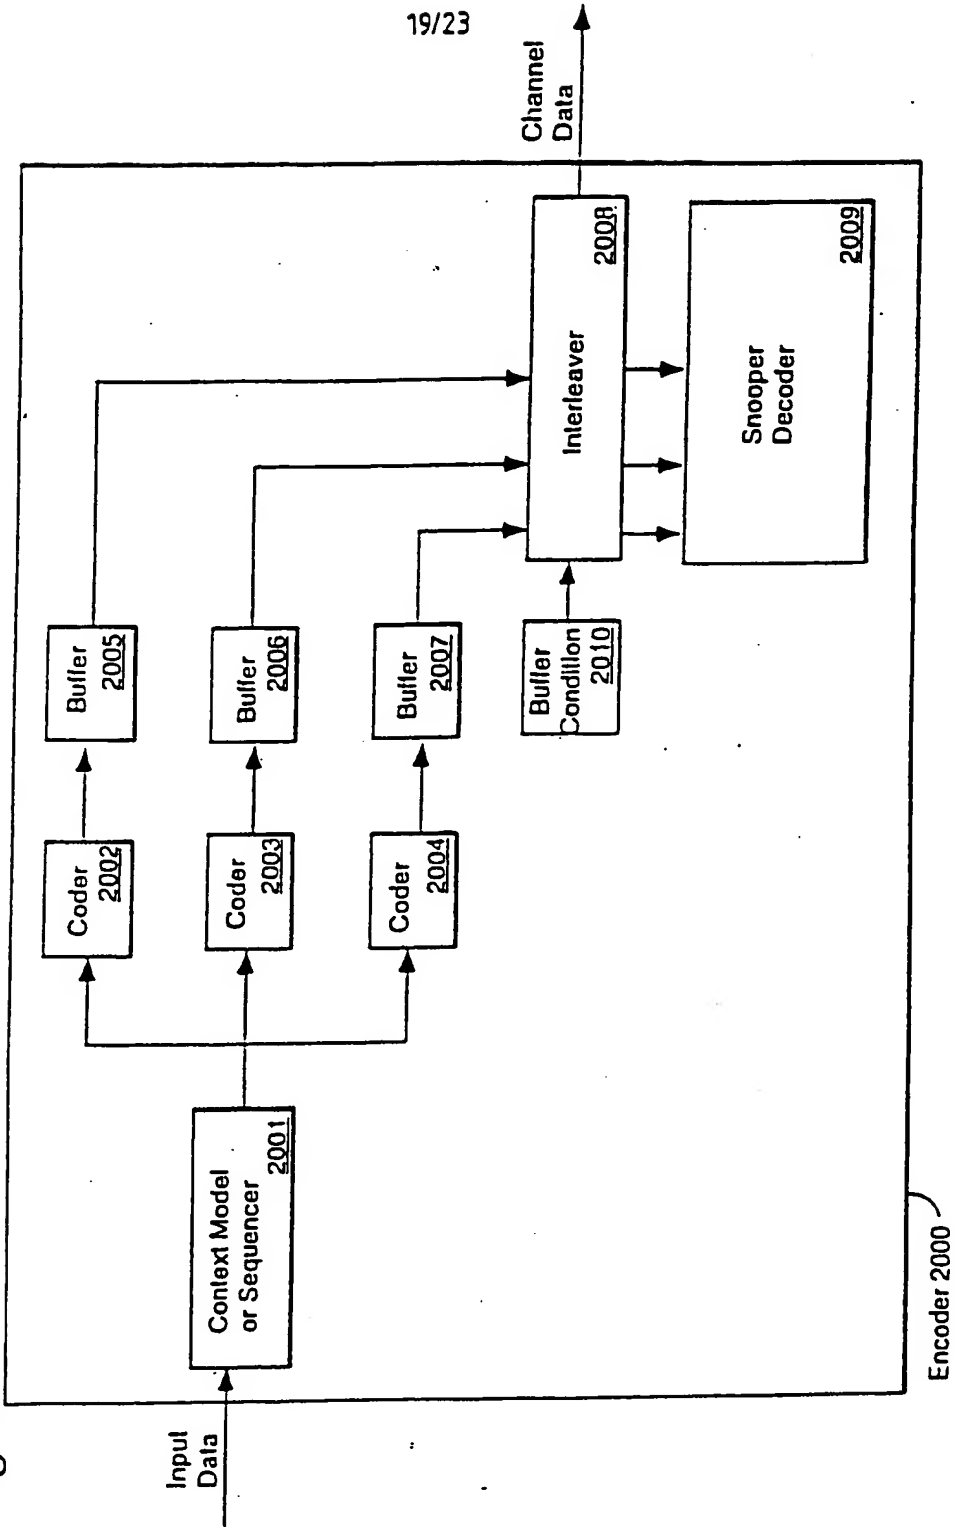 19/23
Input
Data
Context Model
or Sequencer
2001
Coder
2002
Coder
2003
Coder
2004
Buffer
2005
Buffer
2006
Buffer
2007
Buffer
Condition
2010
Interleaver
2008
Snooper
Decoder
2009
Channel
Data
Encoder 2000